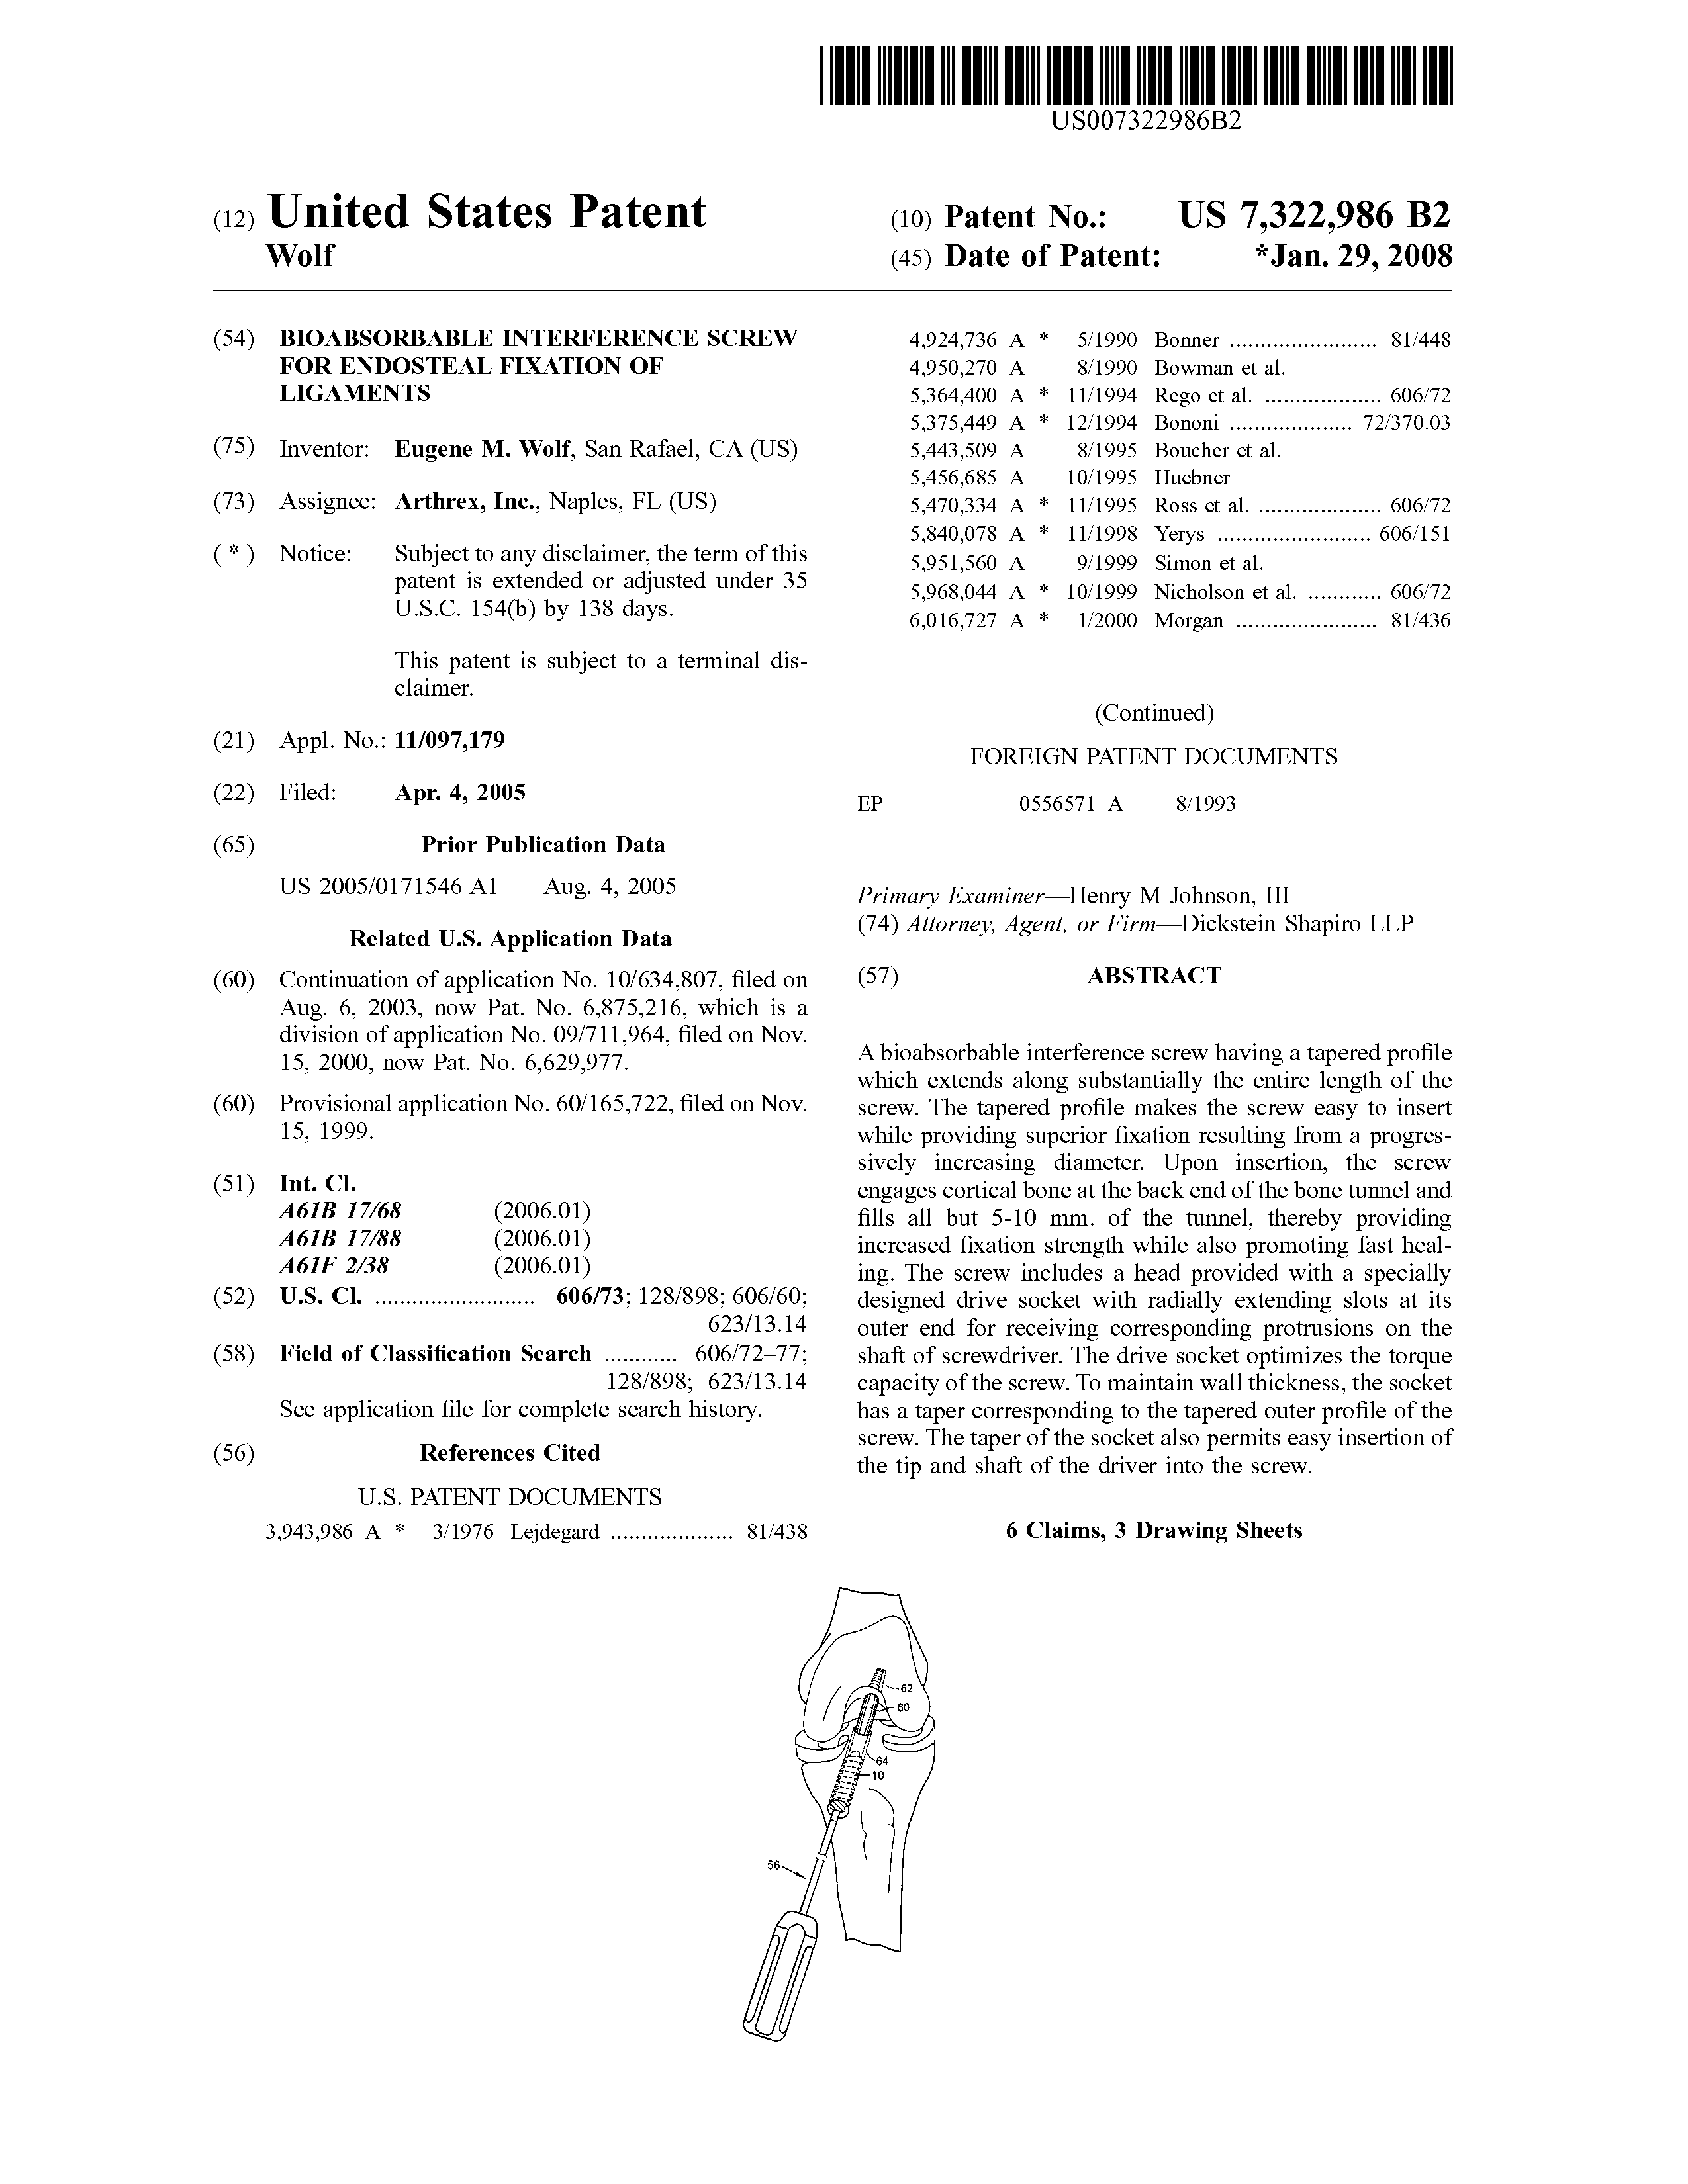 US007322986B2
(12) United States Patent
Wolf
(10) Patent No.: US 7,322,986 B2
(45) Date of Patent: *Jan. 29, 2008
(54) BIOABSORBABLE INTERFERENCE SCREW
FOR ENDOSTEAL FIXATION OF
LIGAMENTS
(75) Inventor: Eugene M. Wolf, San Rafael, CA (US)
(73) Assignee: Arthrex, Inc., Naples, FL (US)
( * ) Notice: Subject to any disclaimer, the term of this
patent is extended or adjusted under 35
U.S.C. 154(b) by 138 days.
This patent is subject to a terminal dis-
claimer.
(21) Appl. No.: 11/097,179
(22) Filed: Apr. 4, 2005
(65) Prior Publication Data
US 2005/0171546 A1 Aug. 4, 2005
Related U.S. Application Data
(60) Continuation of application No. 10/634,807, filed on
Aug. 6, 2003, now Pat. No. 6,875,216, which is a
division of application No. 09/711,964, filed on Nov.
15, 2000, now Pat. No. 6,629,977.
(60) Provisional application No. 60/165,722, filed on Nov.
15, 1999.
(51) Int. Cl.
A61B 17/68 (2006.01)
A61B 17/88 (2006.01)
A61F 2/38 (2006.01)
(52) U.S. Cl. .......................... 606/73; 128/898; 606/60;
623/13.14
(58) Field of Classification Search ........... 606/72–77;
128/898; 623/13.14
See application file for complete search history.
(56) References Cited
U.S. PATENT DOCUMENTS
3,943,986 A * 3/1976 Lejdegard .................... 81/438
4,924,736 A * 5/1990 Bonner ........................ 81/448
4,950,270 A 8/1990 Bowman et al.
5,364,400 A * 11/1994 Rego et al. ................... 606/72
5,375,449 A * 12/1994 Bononi .................... 72/370.03
5,443,509 A 8/1995 Boucher et al.
5,456,685 A 10/1995 Huebner
5,470,334 A * 11/1995 Ross et al. .................... 606/72
5,840,078 A * 11/1998 Yerys ......................... 606/151
5,951,560 A 9/1999 Simon et al.
5,968,044 A * 10/1999 Nicholson et al. ............ 606/72
6,016,727 A * 1/2000 Morgan ....................... 81/436
(Continued)
FOREIGN PATENT DOCUMENTS
EP 0556571 A 8/1993
Primary Examiner—Henry M Johnson, III
(74) Attorney, Agent, or Firm—Dickstein Shapiro LLP
(57) ABSTRACT
A bioabsorbable interference screw having a tapered profile
which extends along substantially the entire length of the
screw. The tapered profile makes the screw easy to insert
while providing superior fixation resulting from a progres-
sively increasing diameter. Upon insertion, the screw
engages cortical bone at the back end of the bone tunnel and
fills all but 5-10 mm. of the tunnel, thereby providing
increased fixation strength while also promoting fast heal-
ing. The screw includes a head provided with a specially
designed drive socket with radially extending slots at its
outer end for receiving corresponding protrusions on the
shaft of screwdriver. The drive socket optimizes the torque
capacity of the screw. To maintain wall thickness, the socket
has a taper corresponding to the tapered outer profile of the
screw. The taper of the socket also permits easy insertion of
the tip and shaft of the driver into the screw.
6 Claims, 3 Drawing Sheets
62
60
64
10
56